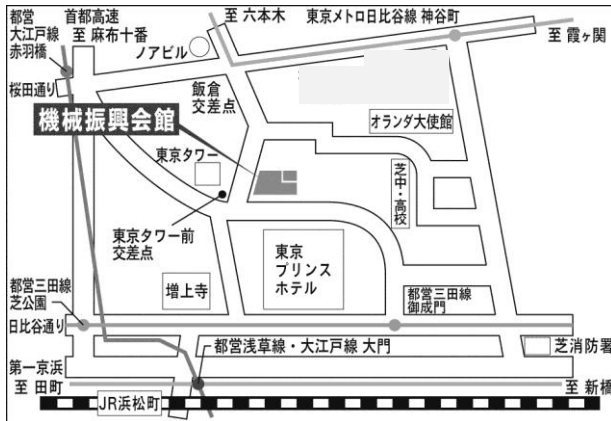 都営
大江戸線
赤羽橋
首都高速
至 麻布十番
至 六本木
東京メトロ日比谷線 神谷町
至 霞ヶ関
ノアビル
桜田通り
飯倉
交差点
オランダ大使館
機械振興会館
東京タワー
芝中・高校
東京タワー前
交差点
東京
プリンス
ホテル
増上寺
都営三田線
芝公園
都営三田線
御成門
日比谷通り
都営浅草線・大江戸線 大門
芝消防署
第一京浜
至 田町
至 新橋
JR浜松町